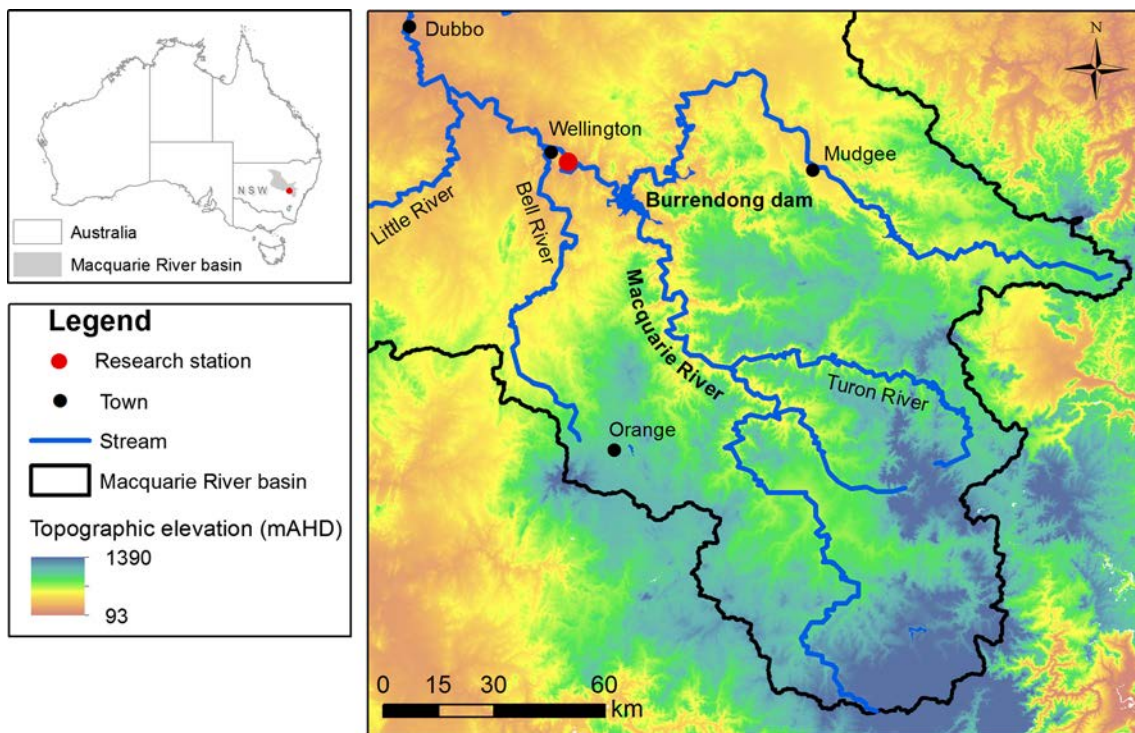 N S W
Australia
Macquarie River basin
Legend
Research station
Town
Stream
Macquarie River basin
Topographic elevation (mAHD)
1390
93
Dubbo
N
Wellington
Mudgee
Burrendong dam
Little River
Bell River
Macquarie River
Turon River
Orange
0 15 30 60
km